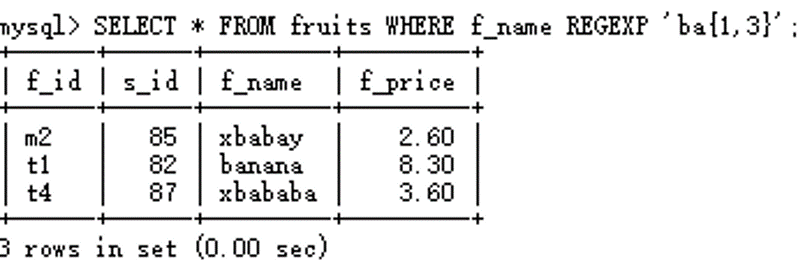 mysql> SELECT * FROM fruits WHERE f_name REGEXP 'ba{1,3}';
| f_id | s_id | f_name | f_price |
| m2 | 85 | xbabay | 2.60 |
| t1 | 82 | banana | 8.30 |
| t4 | 87 | xbababa | 3.60 |
3 rows in set (0.00 sec)